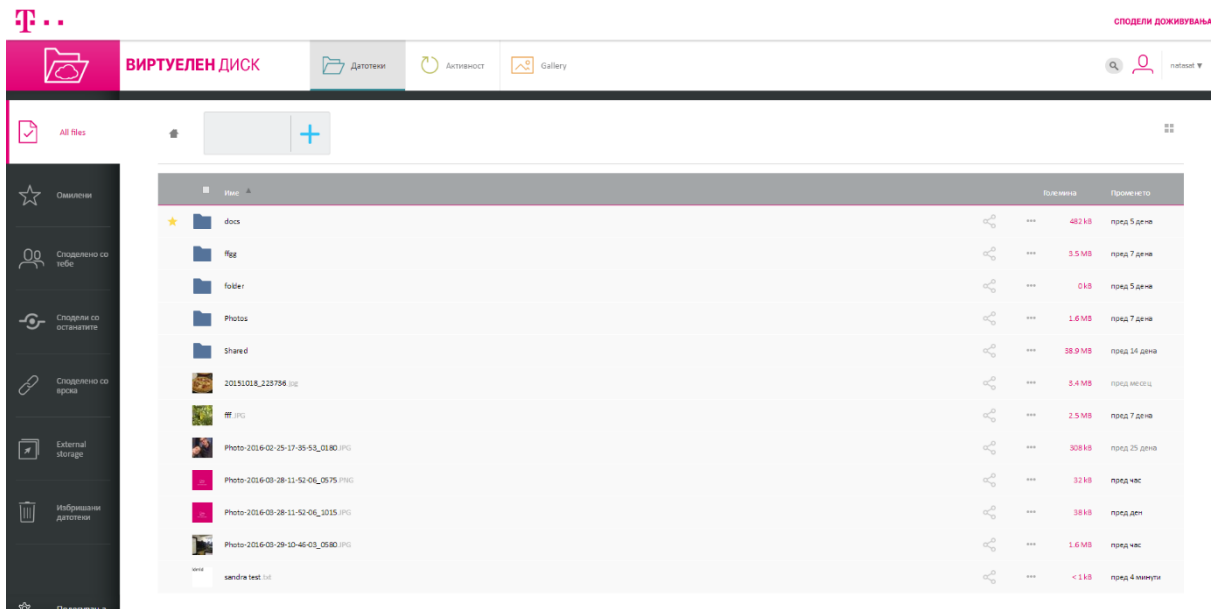 T
СПОДЕЛИ ДОЖИВУВАЊА
ВИРТУЕЛЕН ДИСК
Датотеки
Активност
Gallery
natasat
All files
Омилени
Споделено со
тебе
Сподели со
останатите
Споделено со
врска
External
storage
Избришани
датотеки
Име
Големина
Променето
docs
482 kB
пред 5 дена
ffgg
3.5 MB
пред 7 дена
folder
0 kB
пред 5 дена
Photos
1.6 MB
пред 7 дена
Shared
38.9 MB
пред 14 дена
20151018_223736.jpg
3.4 MB
пред месец
fff.JPG
2.5 MB
пред 7 дена
Photo-2016-02-25-17-35-53_0180.JPG
308 kB
пред 25 дена
Photo-2016-03-28-11-52-06_0575.PNG
32 kB
пред час
Photo-2016-03-28-11-52-06_1015.JPG
38 kB
пред ден
Photo-2016-03-29-10-46-03_0580.JPG
1.6 MB
пред час
sandra test.txt
< 1 kB
пред 4 минути